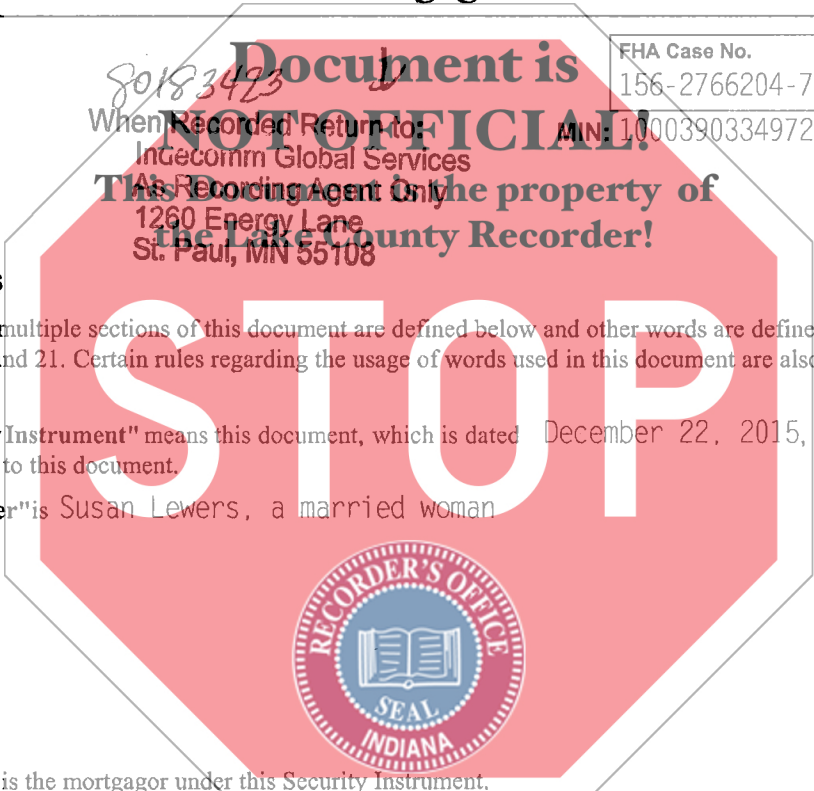 80183493
Document is
FHA Case No.
156-2766204-7
NOT OFFICIAL!
When Recorded Return to:
MIN: 1000390334972
Indecomm Global Services
This Document is the property of
As Recording Agent Only
1260 Energy Lane
the Lake County Recorder!
St. Paul, MN 55108
multiple sections of this document are defined below and other words are define
nd 21. Certain rules regarding the usage of words used in this document are also
STOP
Instrument" means this document, which is dated December 22, 2015,
to this document.
er" is Susan Lewers, a married woman
RECORDER'S OFFICE
SEAL
INDIANA
is the mortgagor under this Security Instrument.